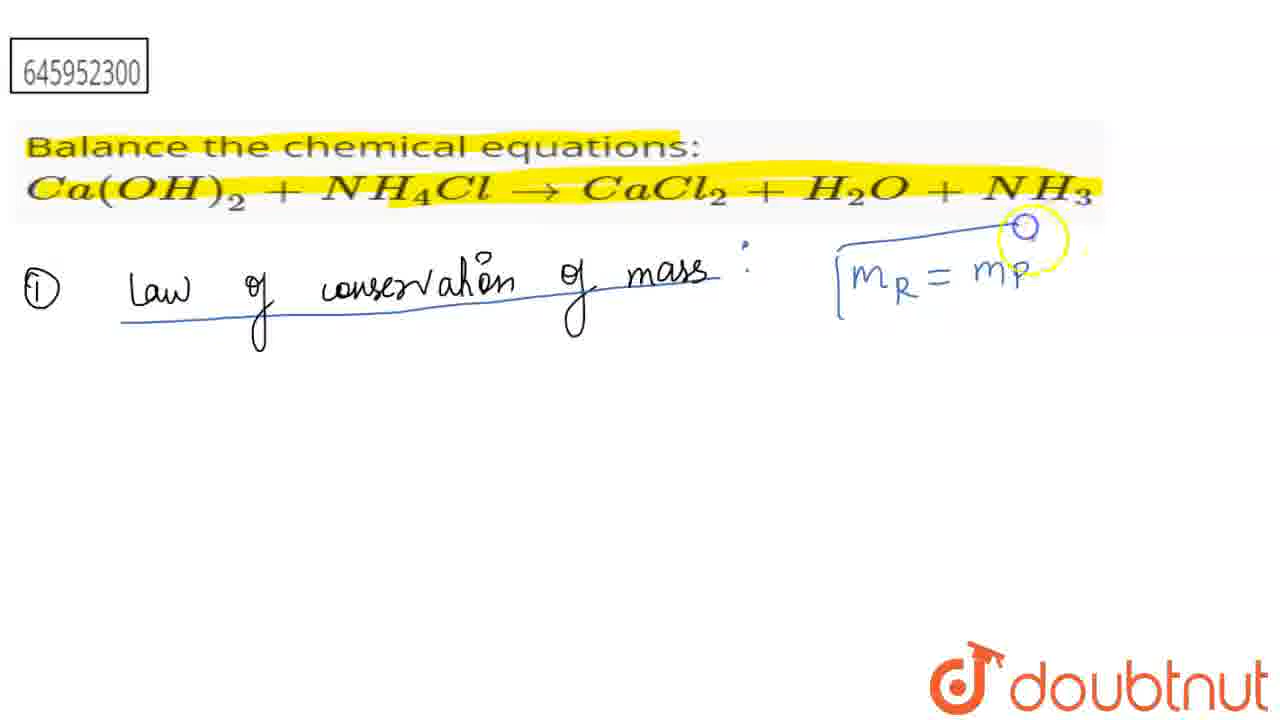 645952300
Balance the chemical equations:
Ca(OH)₂ + NH₄Cl → CaCl₂ + H₂O + NH₃
① Law of conservation of mass : m_R = m_P
doubtnut